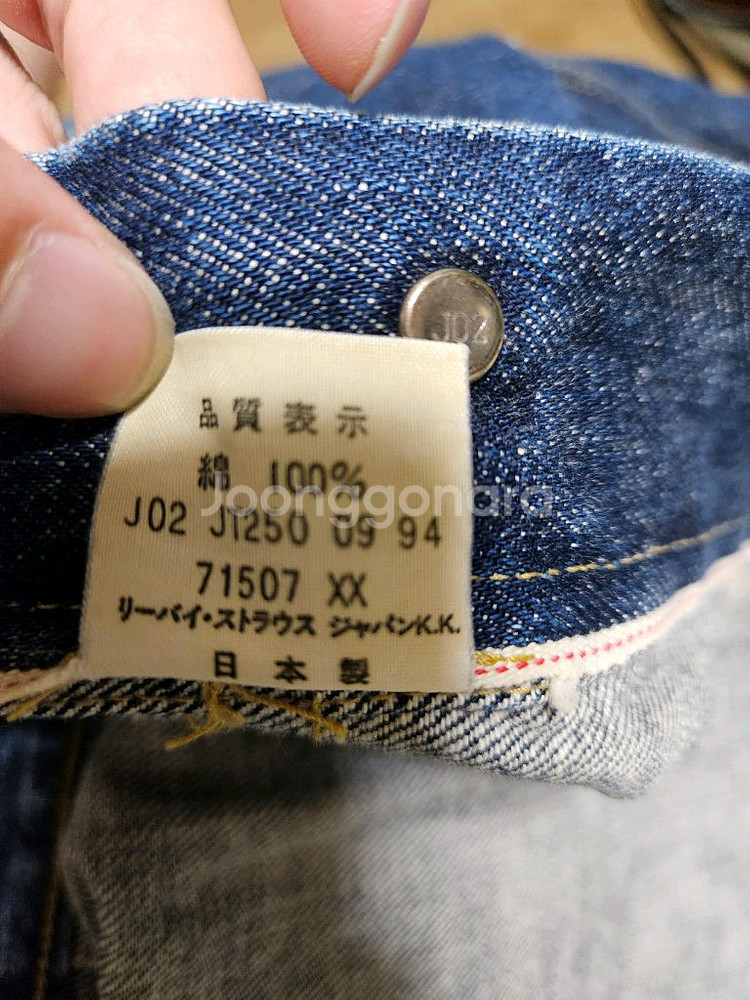 J02
品質表示
綿 100%
Joonggonara
J02 J1250 09 94
71507 XX
リーバイ・ストラウス ジャパンK.K.
日本製